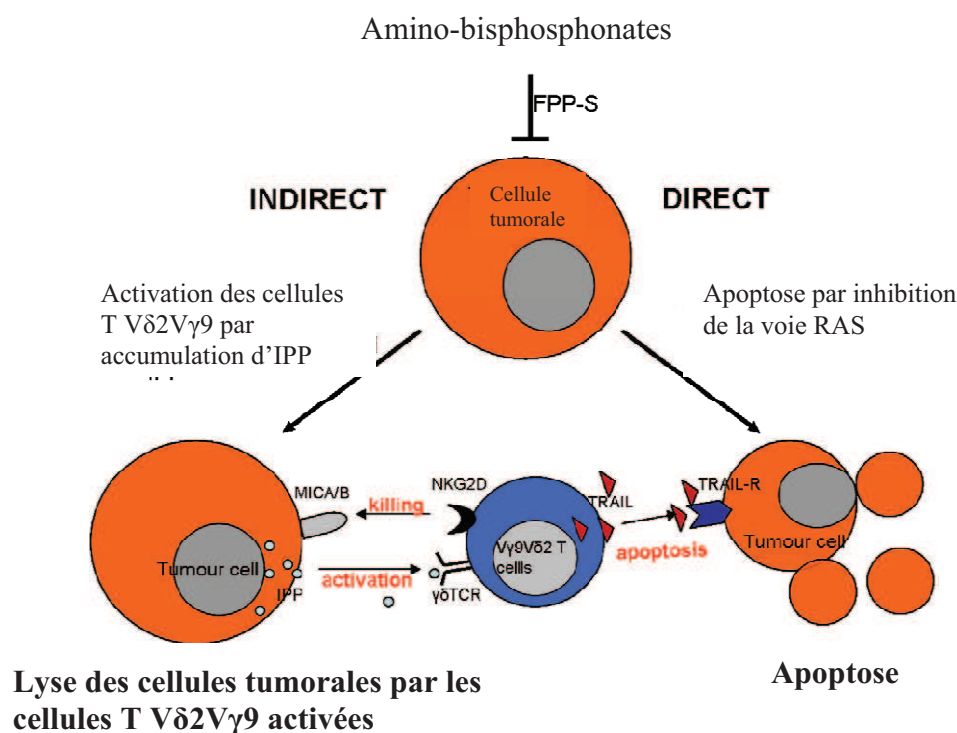 Amino-bisphosphonates
FPP-S
INDIRECT
Cellule
tumorale
DIRECT
Activation des cellules
T Vδ2Vγ9 par
accumulation d’IPP
Apoptose par inhibition
de la voie RAS
MICA/B
killing
NKG2D
TRAIL
TRAIL-R
Tumour cell
IPP
activation
γδTCR
Vγ9Vδ2 T
cells
apoptosis
Tumour cell
Lyse des cellules tumorales par les
cellules T Vδ2Vγ9 activées
Apoptose